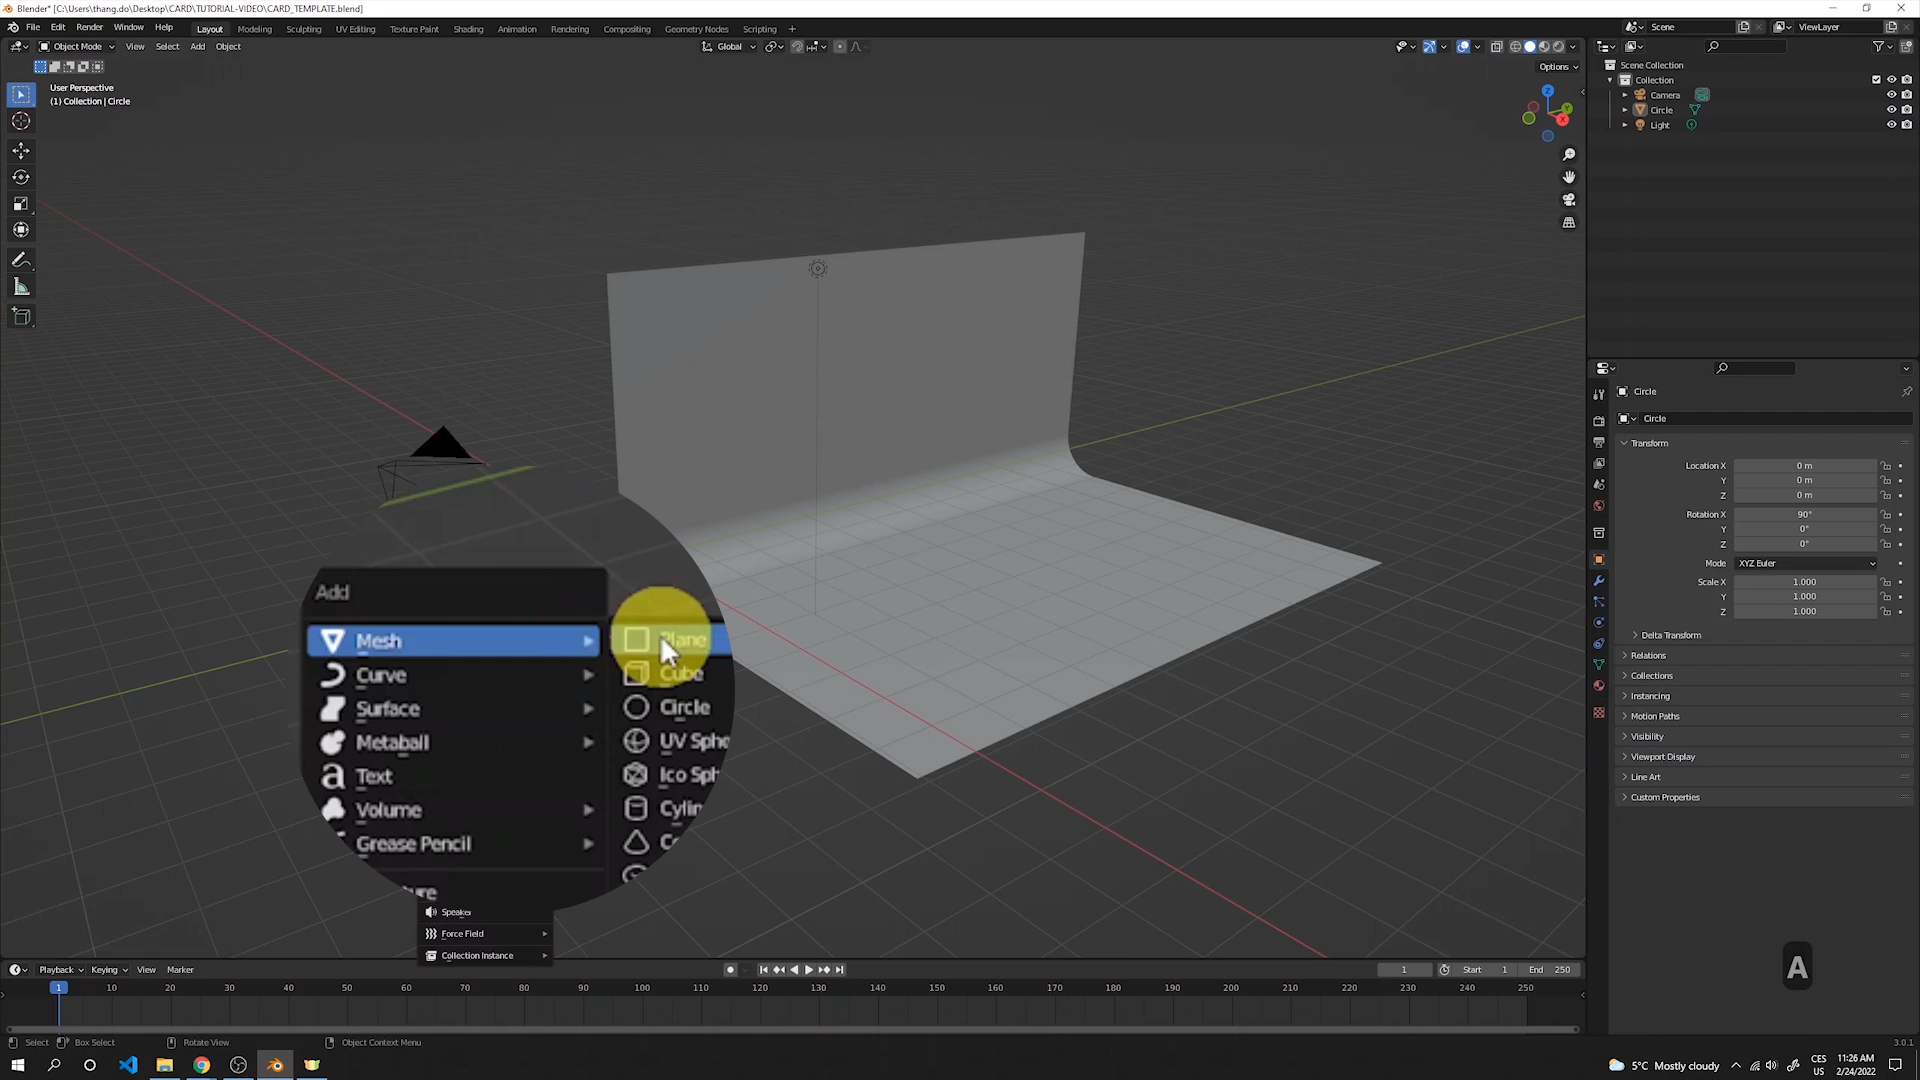 Blender* [C:\Users\thang.do\Desktop\CARD\TUTORIAL-VIDEO\CARD_TEMPLATE.blend]
File Edit Render Window Help Layout Modeling Sculpting UV Editing Texture Paint Shading Animation Rendering Compositing Geometry Nodes Scripting + Scene ViewLayer
Object Mode View Select Add Object Global
Options
User Perspective
(1) Collection | Circle
Z
Y
X
Scene Collection
Collection
Camera
Circle
Light
Circle
Circle
Transform
Location X 0 m
Y 0 m
Z 0 m
Rotation X 90°
Y 0°
Z 0°
Mode XYZ Euler
Scale X 1.000
Y 1.000
Z 1.000
Delta Transform
Relations
Collections
Instancing
Motion Paths
Visibility
Viewport Display
Line Art
Custom Properties
Add
Mesh Plane
Curve Cube
Surface Circle
Metaball UV Sphe
Text Ico Sph
Volume Cylin
Grease Pencil
Speaker
Force Field
Collection Instance
A
Playback Keying View Marker 1 Start 1 End 250
1 10 20 30 40 50 60 70 80 90 100 110 120 130 140 150 160 170 180 190 200 210 220 230 240 250
Select Box Select Rotate View Object Context Menu 3.0.1
5°C Mostly cloudy CES 11:26 AM
US 2/24/2022